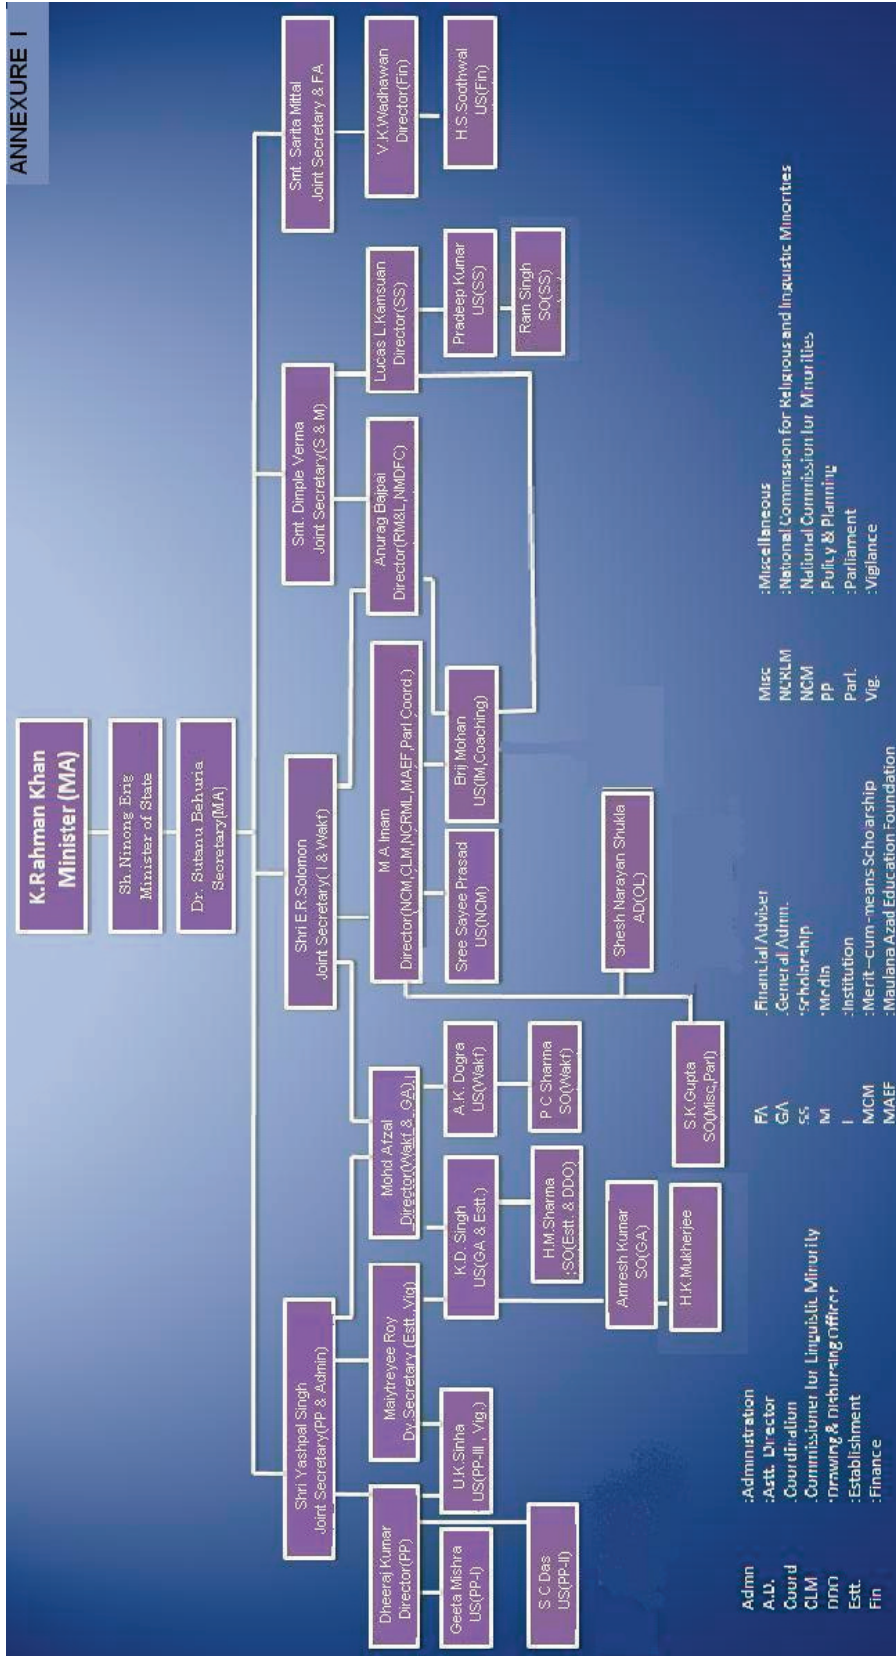 ANNEXURE I
K.Rahman Khan
Minister (MA)
Sh Ninong Erig
Minister of State
Dr. Sutanu Behuria
Secretary(MA)
Shri Yashpal Singh
Joint Secretary(PP & Admin)
Shri E.R.Solomon
Joint Secretary( I & Wakf)
Smt. Dimple Verma
Joint Secretary(S & M)
Smt. Sarita Mittal
Joint Secretary & FA
Dheeraj Kumar
Director(PP)
Maiytreyee Roy
Dy.Secretary (Estt.,Vig)
Mohd Afzal
Director(Wakf & ,GA)
M A Imam
Director(NCM,CLM,NCRML,MAEF,Parl Coord.)
Anurag Bajpai
Director(RM&L,NMDFC)
Lucas L.Kamsuan
Director(SS)
V.K.Wadhawan
Director(Fin)
Geeta Mishra
US(PP-I)
U.K.Sinha
US(PP-III , Vig.)
K.D. Singh
US(GA & Estt.)
A.K. Dogra
US(Wakf)
Sree Sayee Prasad
US(NCM)
Brij Mohan
US(IM,Coaching)
Pradeep Kumar
US(SS)
H.S.Soothwal
US(Fin)
S C Das
US(PP-II)
H.M.Sharma
;SO(Estt. & DDO)
P C Sharma
SO(Wakf)
Ram Singh
SO(SS)
Amresh Kumar
SO(GA)
Shesh Narayan Shukla
AD(OL)
H.K.Mukherjee
S.K.Gupta
SO(Misc,Parl)
Admn :Administration
A.D. :Astt. Director
Coord .Coordination
CLM .Commissioner for Linguistic Minority
DDO :Drawing & Disbursing Officer
Estt. :Establishment
Fin :Finance
FA .Financial Adviser
GA .General Admn.
SS :Scholarship
M :Media
I :Institution
MCM :Merit-cum-means Scholarship
MAEF :Maulana Azad Education Foundation
Misc :Miscellaneous
NCRLM :National Commission for Religious and linguistic Minorities
NCM .National Commission for Minorities
PP .Policy & Planning
Parl. :Parliament
Vig. :Vigilance